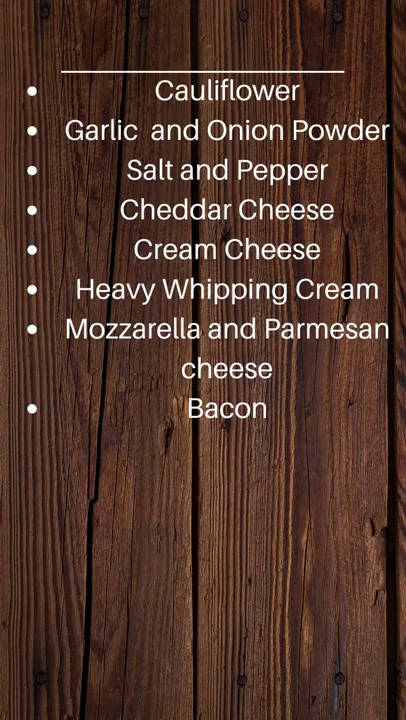 • Cauliflower
• Garlic  and Onion Powder
• Salt and Pepper
• Cheddar Cheese
• Cream Cheese
• Heavy Whipping Cream
• Mozzarella and Parmesan
cheese
• Bacon